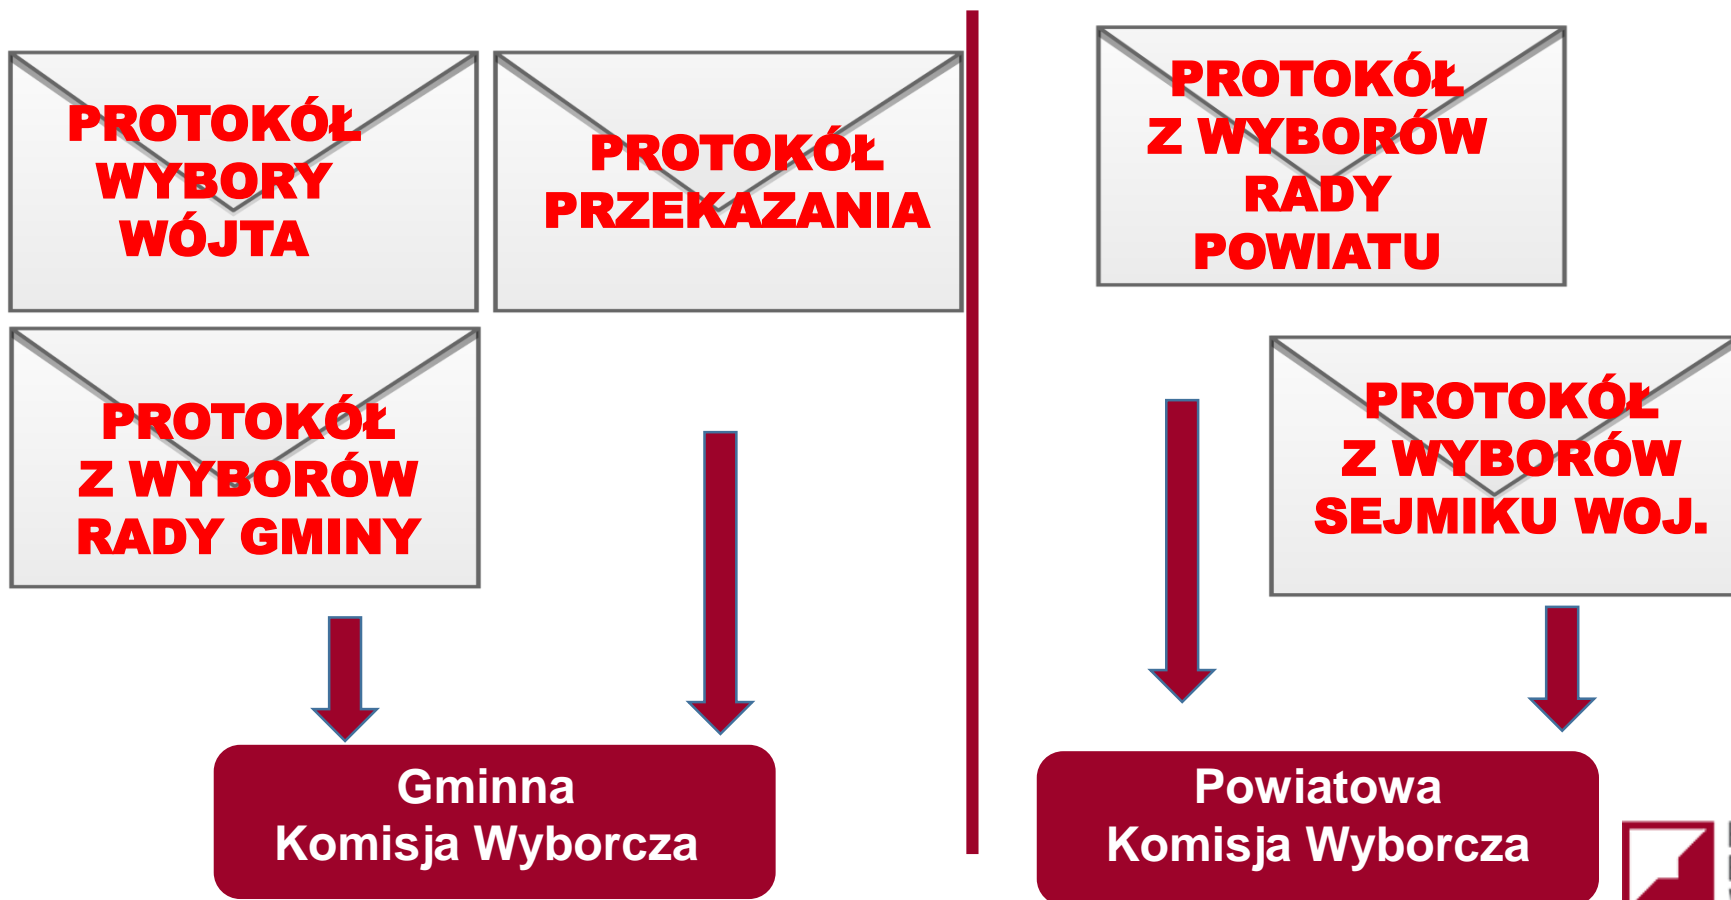 PROTOKÓŁ
WYBORY
WÓJTA
PROTOKÓŁ
PRZEKAZANIA
PROTOKÓŁ
Z WYBORÓW
RADY GMINY
Gminna
Komisja Wyborcza
PROTOKÓŁ
Z WYBORÓW
RADY
POWIATU
PROTOKÓŁ
Z WYBORÓW
SEJMIKU WOJ.
Powiatowa
Komisja Wyborcza